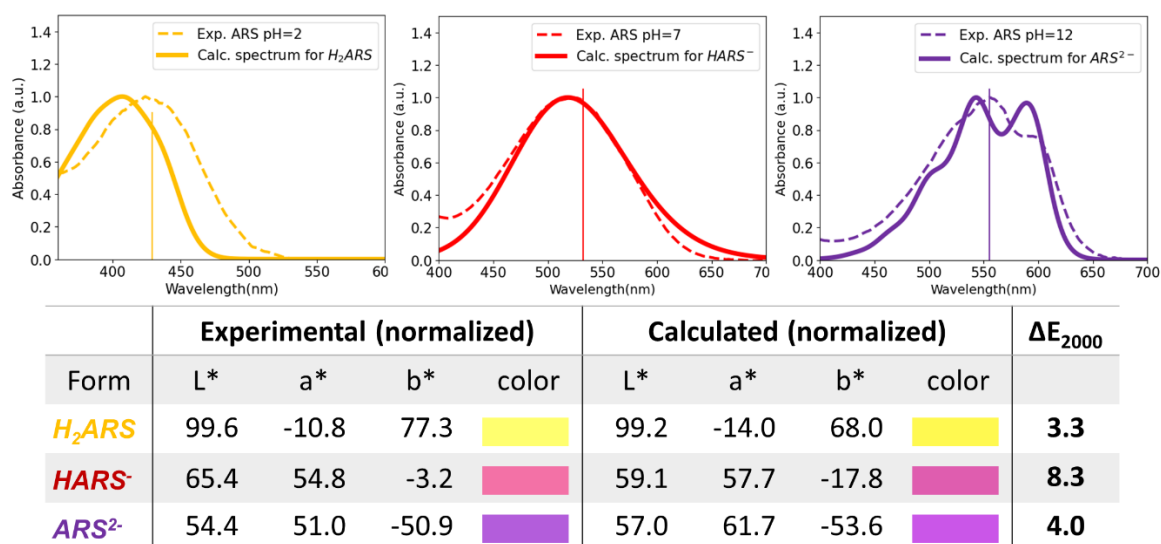 Exp. ARS pH=2
Calc. spectrum for H₂ARS
Absorbance (a.u.)
1.4
1.2
1.0
0.8
0.6
0.4
0.2
0.0
400 450 500 550 600
Wavelength(nm)
Exp. ARS pH=7
Calc. spectrum for HARS⁻
Absorbance (a.u.)
1.4
1.2
1.0
0.8
0.6
0.4
0.2
0.0
400 450 500 550 600 650 70
Wavelength(nm)
Exp. ARS pH=12
Calc. spectrum for ARS²⁻
Absorbance (a.u.)
1.4
1.2
1.0
0.8
0.6
0.4
0.2
0.0
400 450 500 550 600 650 700
Wavelength(nm)
Experimental (normalized) Calculated (normalized) ΔE₂₀₀₀
Form L* a* b* color L* a* b* color
H₂ARS 99.6 -10.8 77.3 99.2 -14.0 68.0 3.3
HARS⁻ 65.4 54.8 -3.2 59.1 57.7 -17.8 8.3
ARS²⁻ 54.4 51.0 -50.9 57.0 61.7 -53.6 4.0